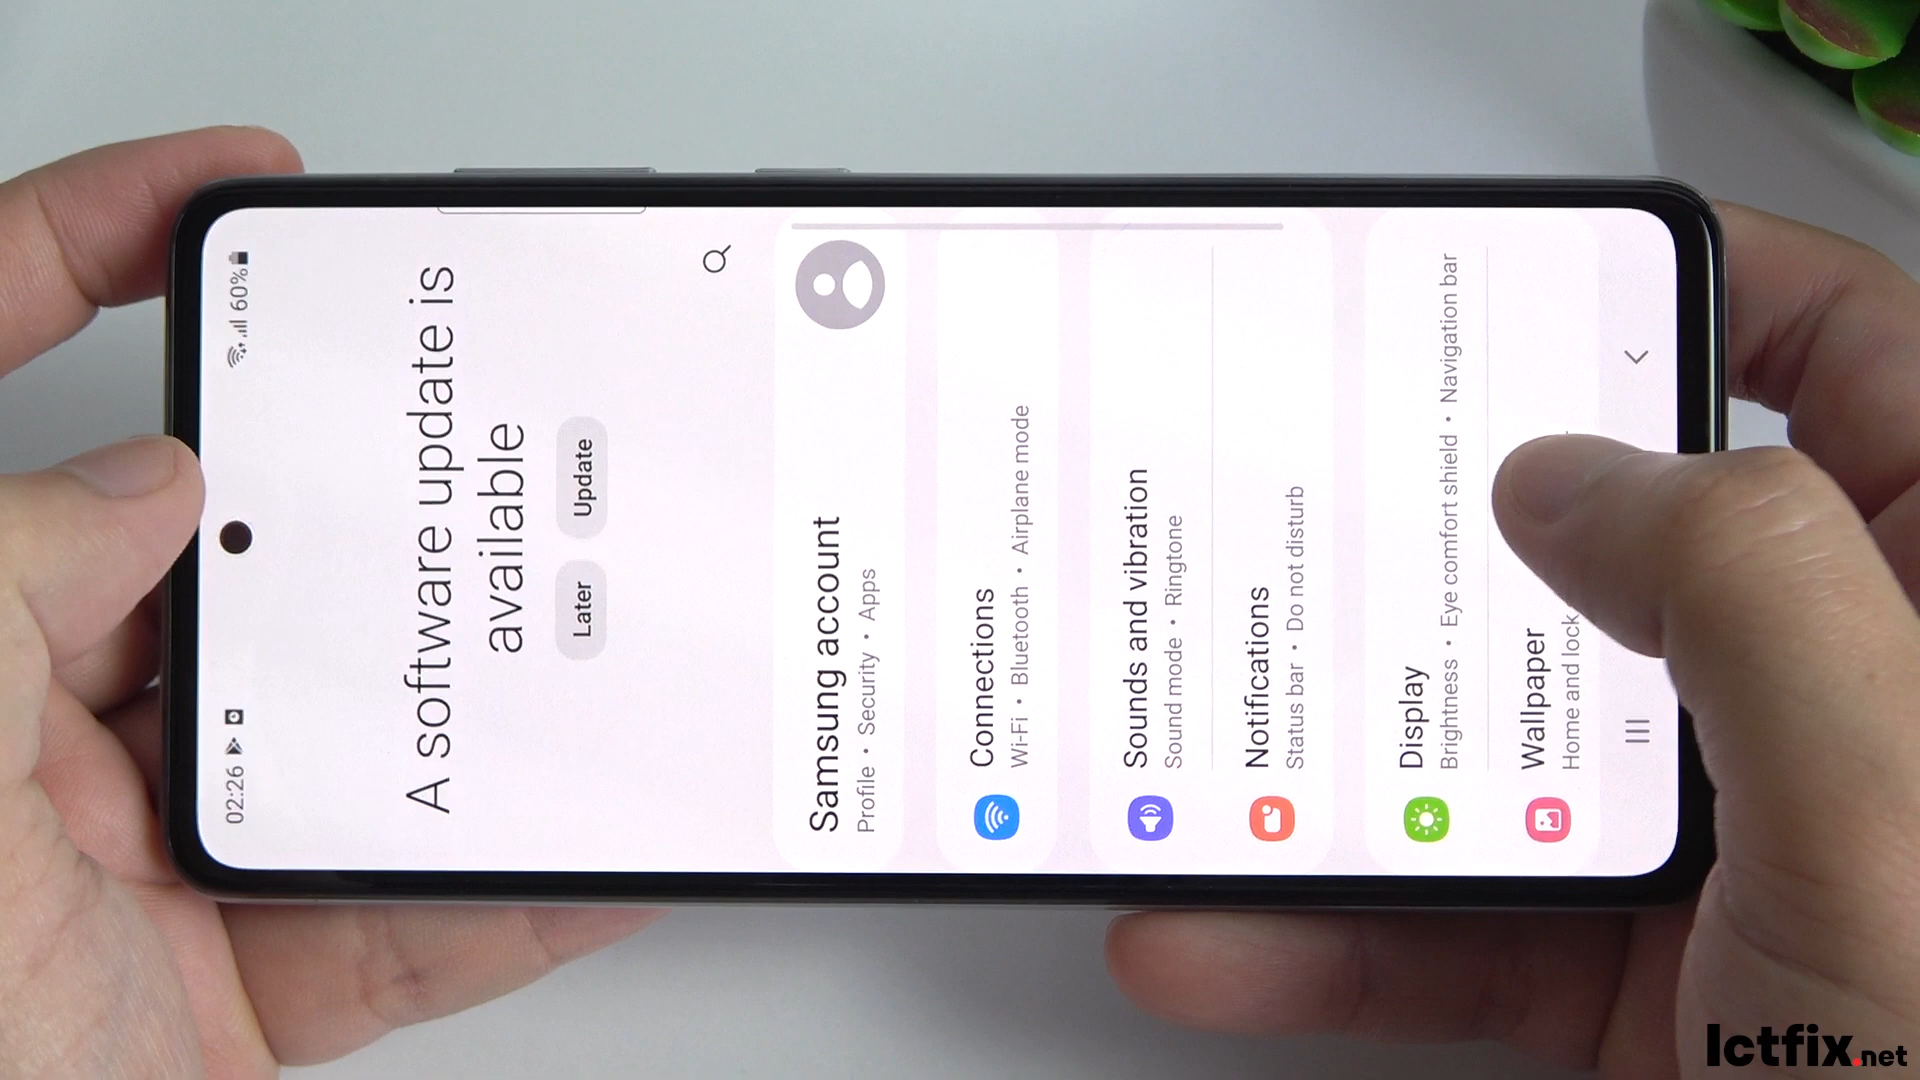 02:26
60%
A software update is
available
Later
Update
Samsung account
Profile • Security • Apps
Connections
Wi-Fi • Bluetooth • Airplane mode
Sounds and vibration
Sound mode • Ringtone
Notifications
Status bar • Do not disturb
Display
Brightness • Eye comfort shield • Navigation bar
Wallpaper
Home and lock
Ictfix.net